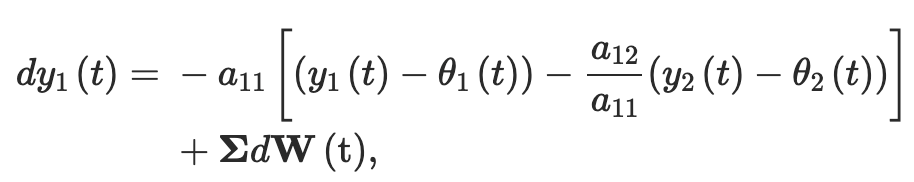 dy₁ (t) = − a₁₁ [(y₁ (t) − θ₁ (t)) − a₁₂/a₁₁ (y₂ (t) − θ₂ (t))]
+ ΣdW (t),